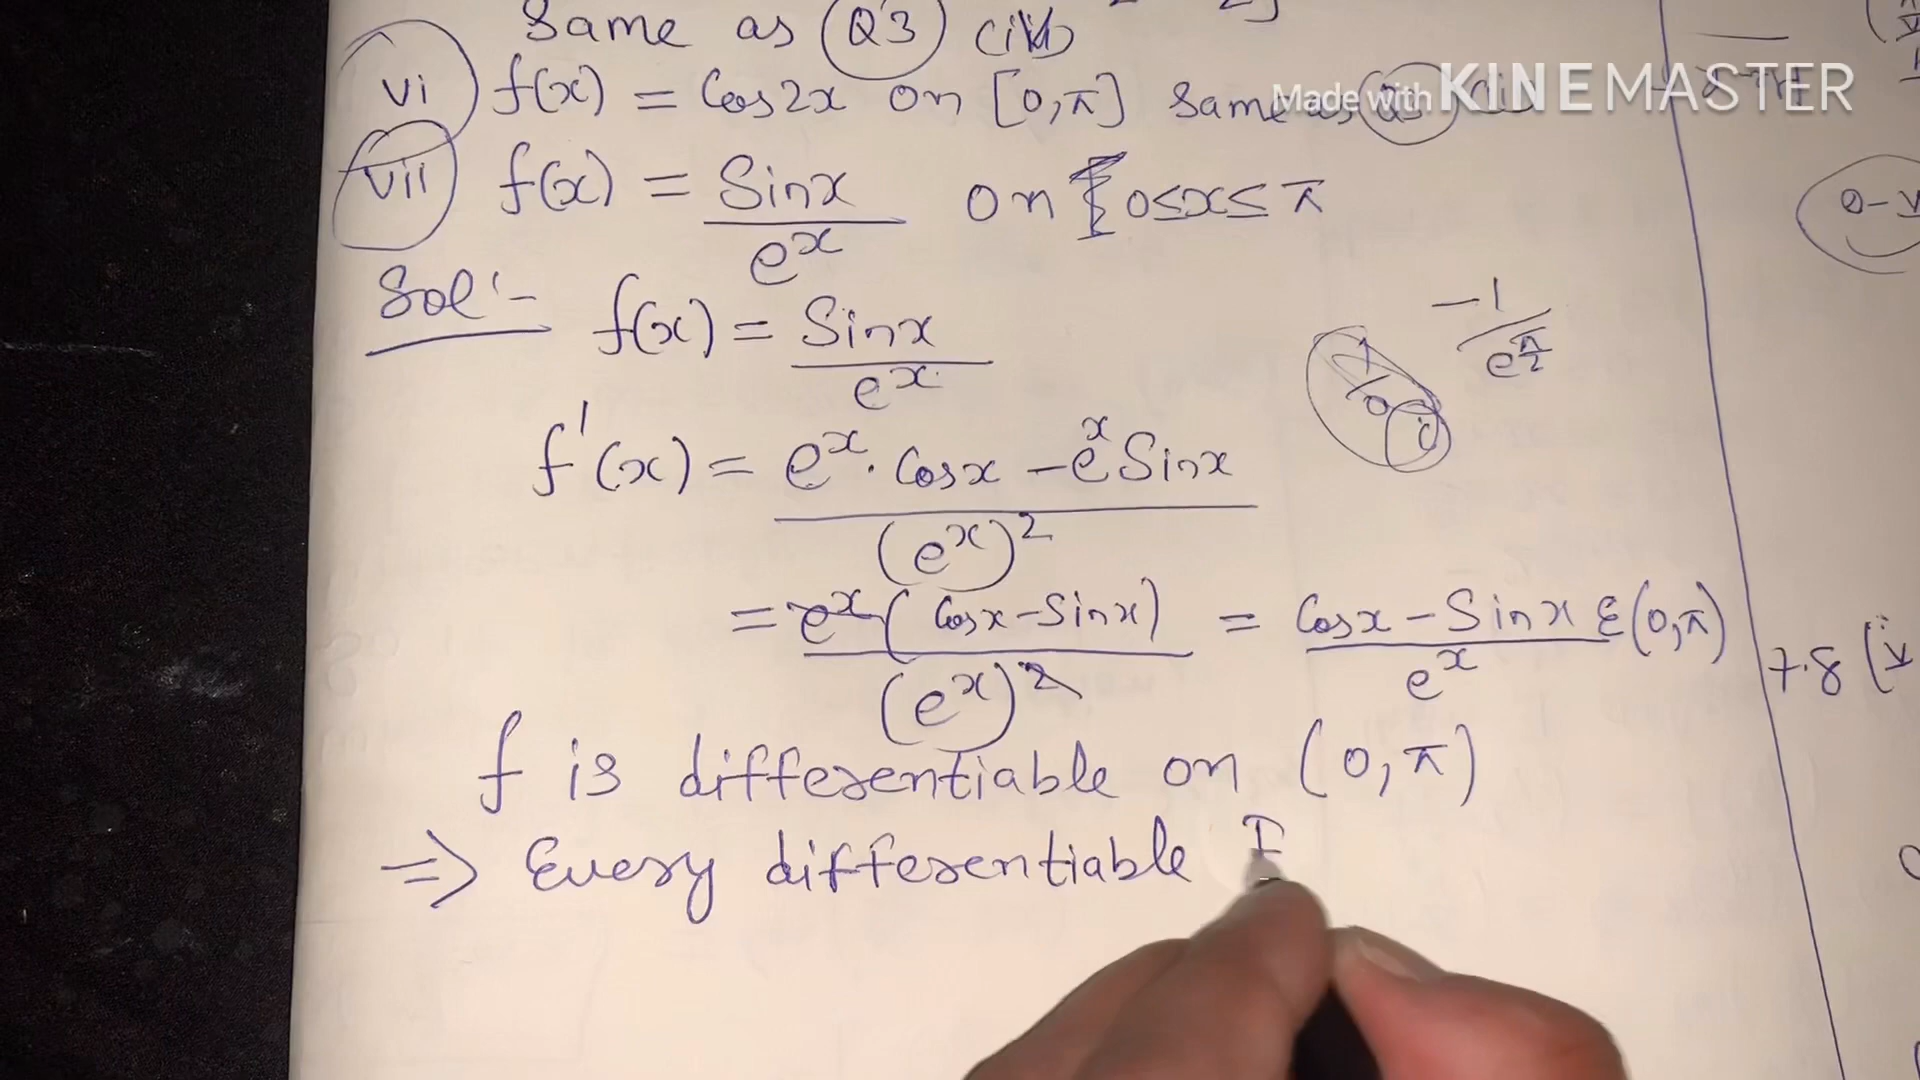 Same as Q3 (iv)
vi f(x) = Cos2x on [0,π] Same as
Made with KINEMASTER
vii f(x) = Sinx / e^x on 0≤x≤π
Sol:- f(x) = Sinx / e^x
-1 / e^(π/2)
f'(x) = e^x. Cosx - e^x Sinx / (e^x)^2
= e^x (Cosx-Sinx) / (e^x)^2 = Cosx - Sinx / e^x ε(0,π)
7.8
f is differentiable on (0,π)
=> Every differentiable F